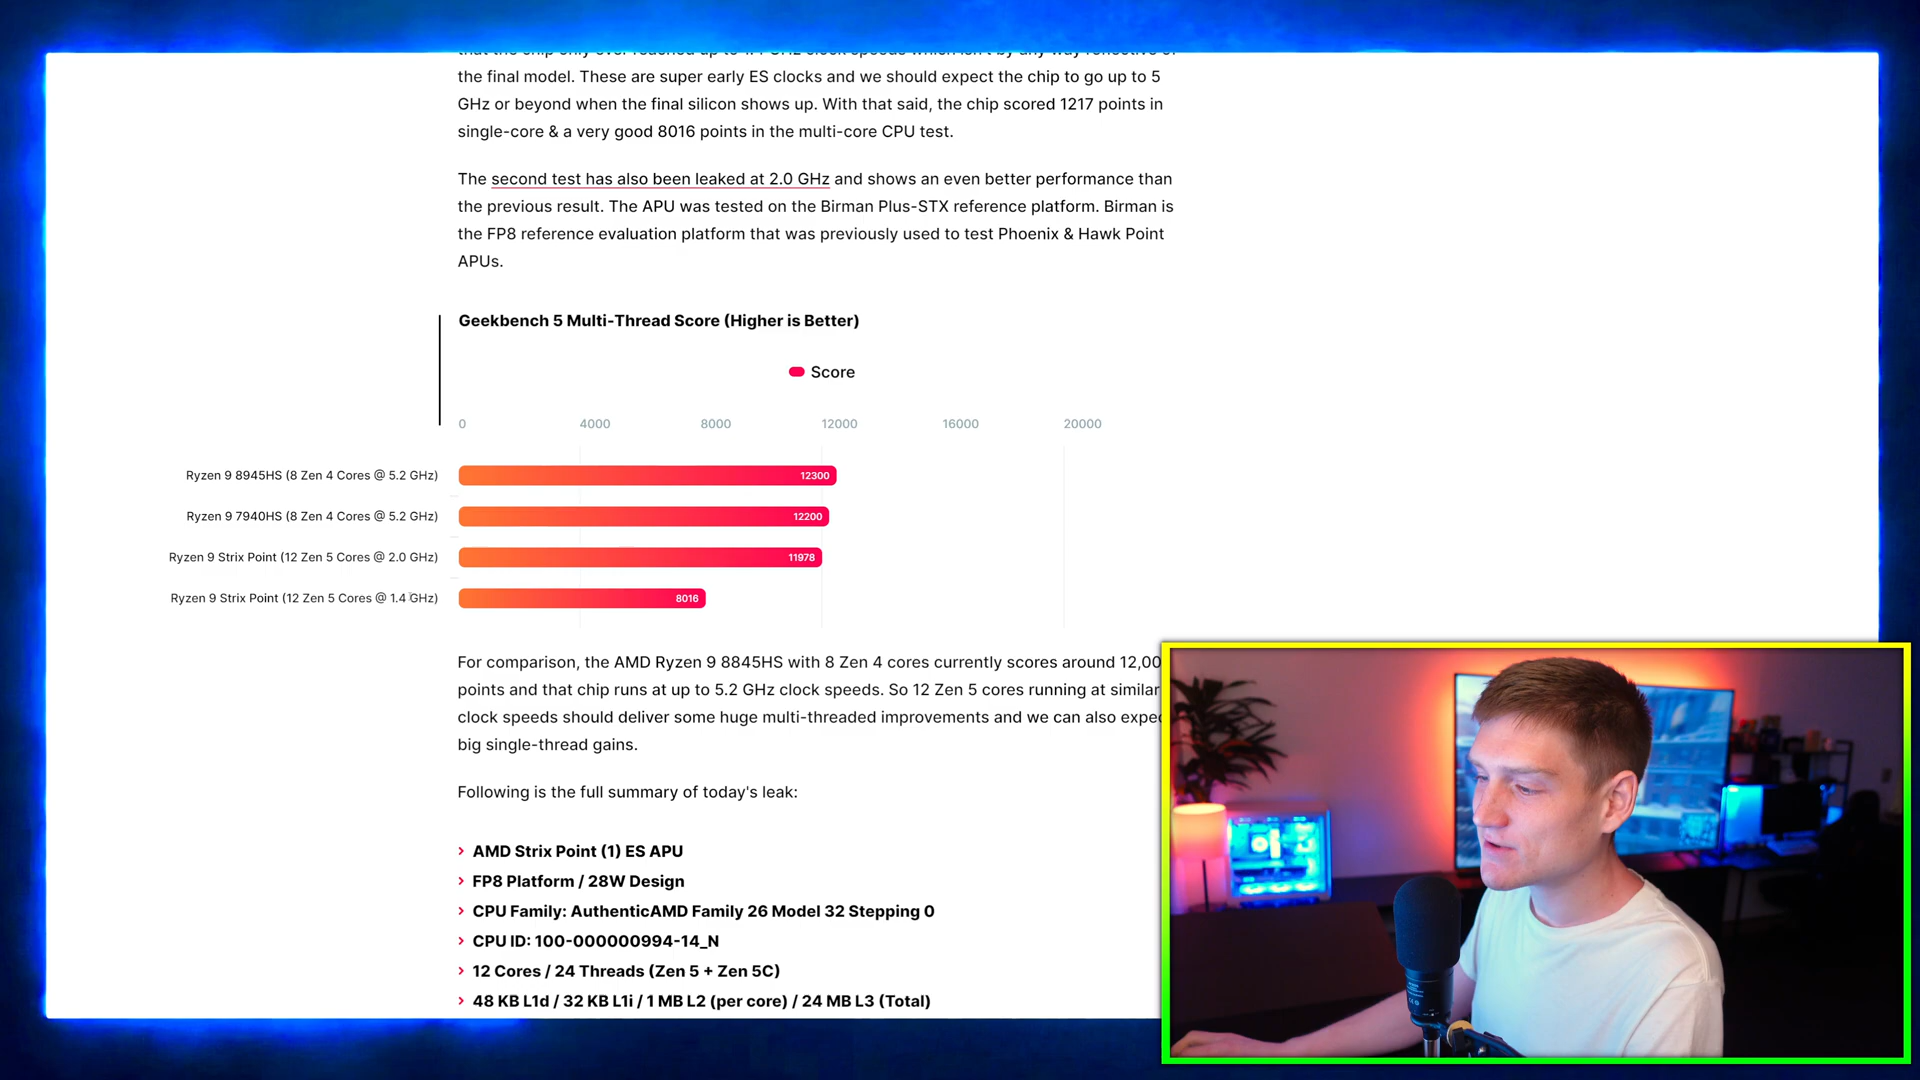 the final model. These are super early ES clocks and we should expect the chip to go up to 5
GHz or beyond when the final silicon shows up. With that said, the chip scored 1217 points in
single-core & a very good 8016 points in the multi-core CPU test.
The second test has also been leaked at 2.0 GHz and shows an even better performance than
the previous result. The APU was tested on the Birman Plus-STX reference platform. Birman is
the FP8 reference evaluation platform that was previously used to test Phoenix & Hawk Point
APUs.
Geekbench 5 Multi-Thread Score (Higher is Better)
Score
0 4000 8000 12000 16000 20000
Ryzen 9 8945HS (8 Zen 4 Cores @ 5.2 GHz) 12300
Ryzen 9 7940HS (8 Zen 4 Cores @ 5.2 GHz) 12200
Ryzen 9 Strix Point (12 Zen 5 Cores @ 2.0 GHz) 11978
Ryzen 9 Strix Point (12 Zen 5 Cores @ 1.4 GHz) 8016
For comparison, the AMD Ryzen 9 8845HS with 8 Zen 4 cores currently scores around 12,00
points and that chip runs at up to 5.2 GHz clock speeds. So 12 Zen 5 cores running at similar
clock speeds should deliver some huge multi-threaded improvements and we can also expec
big single-thread gains.
Following is the full summary of today's leak:
AMD Strix Point (1) ES APU
FP8 Platform / 28W Design
CPU Family: AuthenticAMD Family 26 Model 32 Stepping 0
CPU ID: 100-000000994-14_N
12 Cores / 24 Threads (Zen 5 + Zen 5C)
48 KB L1d / 32 KB L1i / 1 MB L2 (per core) / 24 MB L3 (Total)